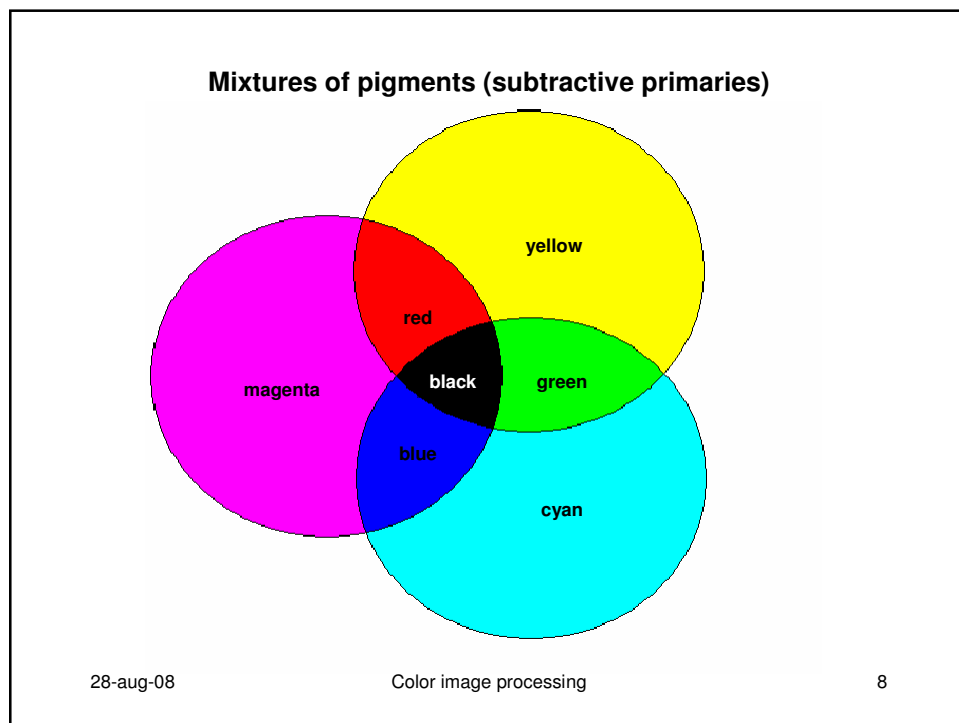 Mixtures of pigments (subtractive primaries)
yellow
red
magenta
black
green
blue
cyan
28-aug-08 Color image processing 8